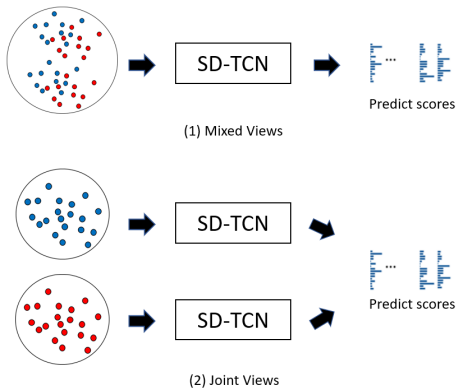 SD-TCN
...
Predict scores
(1) Mixed Views
SD-TCN
...
Predict scores
SD-TCN
(2) Joint Views